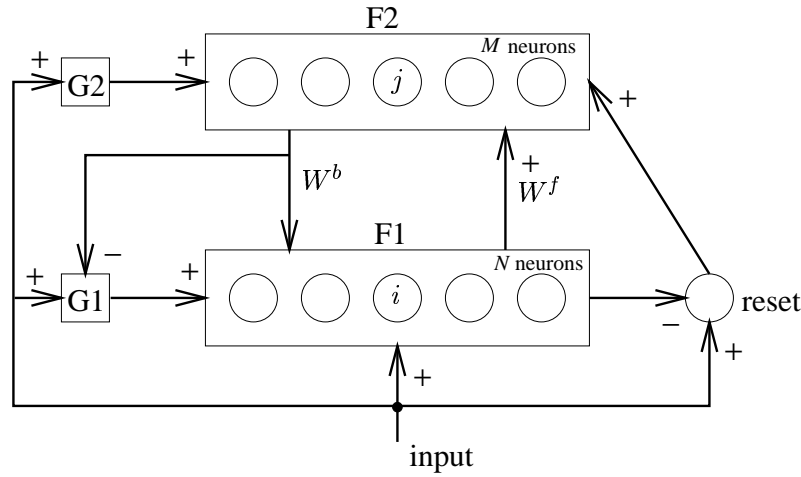 F2
M neurons
+
G2
+
j
+
W^b
+
W^f
F1
−
N neurons
+
G1
+
i
−
reset
+
+
input